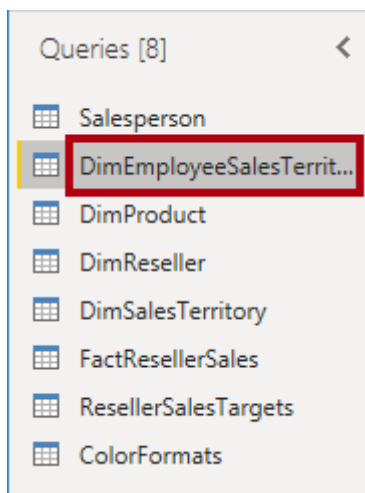 Queries [8]
Salesperson
DimEmployeeSalesTerrit...
DimProduct
DimReseller
DimSalesTerritory
FactResellerSales
ResellerSalesTargets
ColorFormats